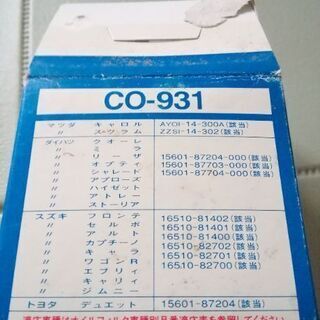 CO-931
マツダ キャロル AYOI-14-300A(該当)
〃 スクラム ZZSI-14-302(該当)
ダイハツ クオーレ
〃 ミラ
〃 リーザ 15601-87204-000(該当)
〃 オプティ 15601-87703-000(該当)
〃 シャレード 15601-87704-000(該当)
〃 アプローズ
〃 ハイゼット
〃 アトレー
〃 ストーリア
スズキ フロンテ 16510-81402(該当)
〃 セルボ 16510-81401(該当)
〃 アルト 16510-81400(該当)
〃 カプチーノ 16510-82702(該当)
〃 キャラ 16510-82701(該当)
〃 ワゴンR 16510-82700(該当)
〃 エブリィ
〃 キャリィ
〃 ジムニー
トヨタ デュエット 15601-87204(該当)